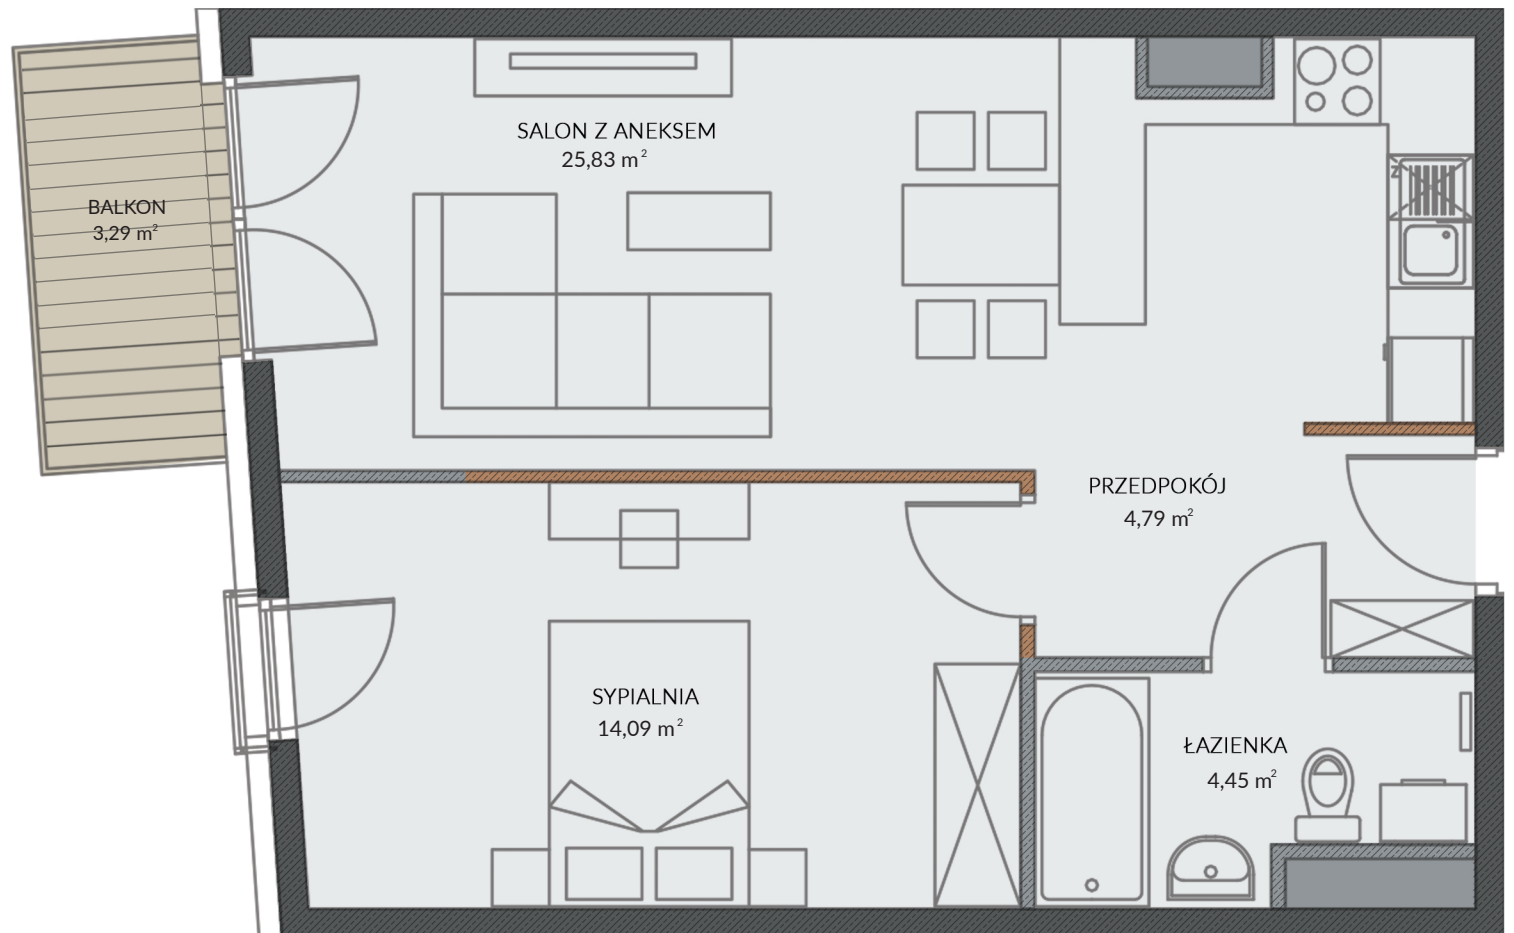 SALON Z ANEKSEM
25,83 m²
BALKON
3,29 m²
Z
PRZEDPOKÓJ
4,79 m²
SYPIALNIA
14,09 m²
ŁAZIENKA
4,45 m²